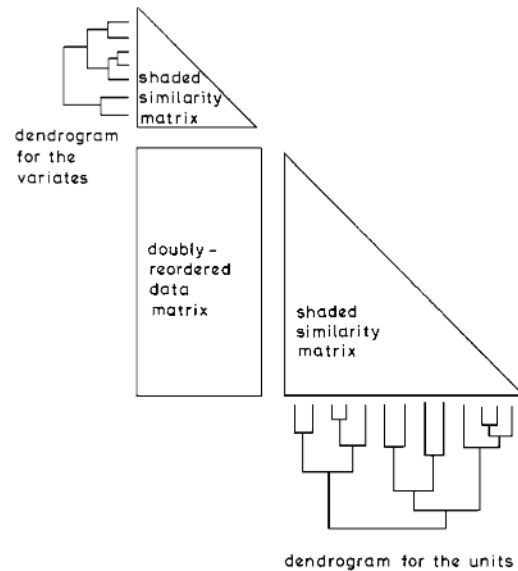 shaded
similarity
matrix
dendrogram
for the
variates
doubly-
reordered
data
matrix
shaded
similarity
matrix
dendrogram for the units